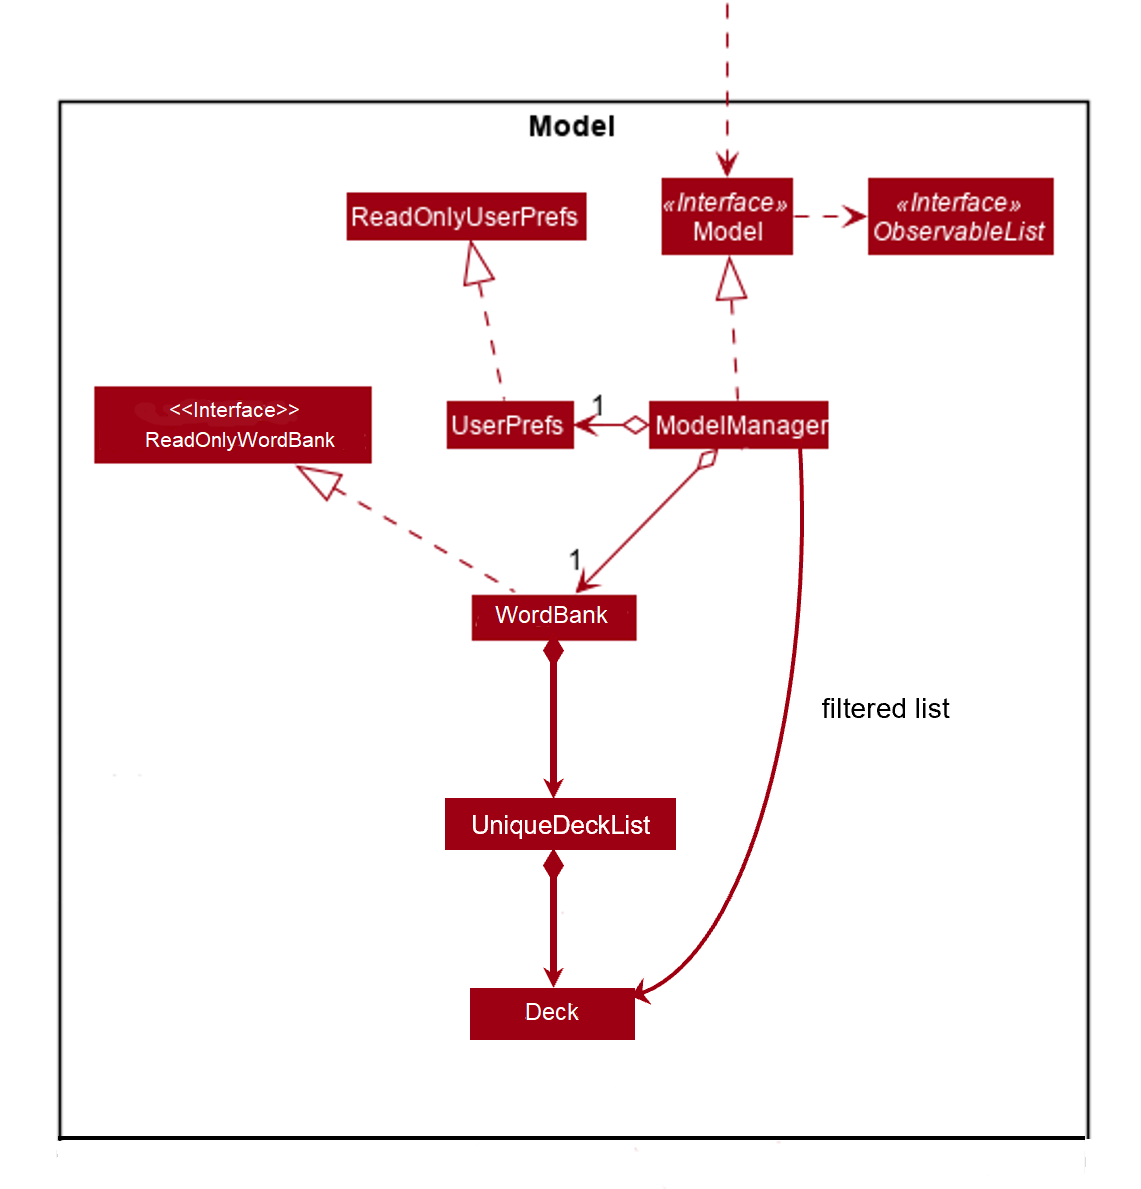 Model
ReadOnlyUserPrefs
«Interface»
Model
«Interface»
ObservableList
<<Interface>>
ReadOnlyWordBank
UserPrefs
1
ModelManager
1
WordBank
filtered list
UniqueDeckList
Deck